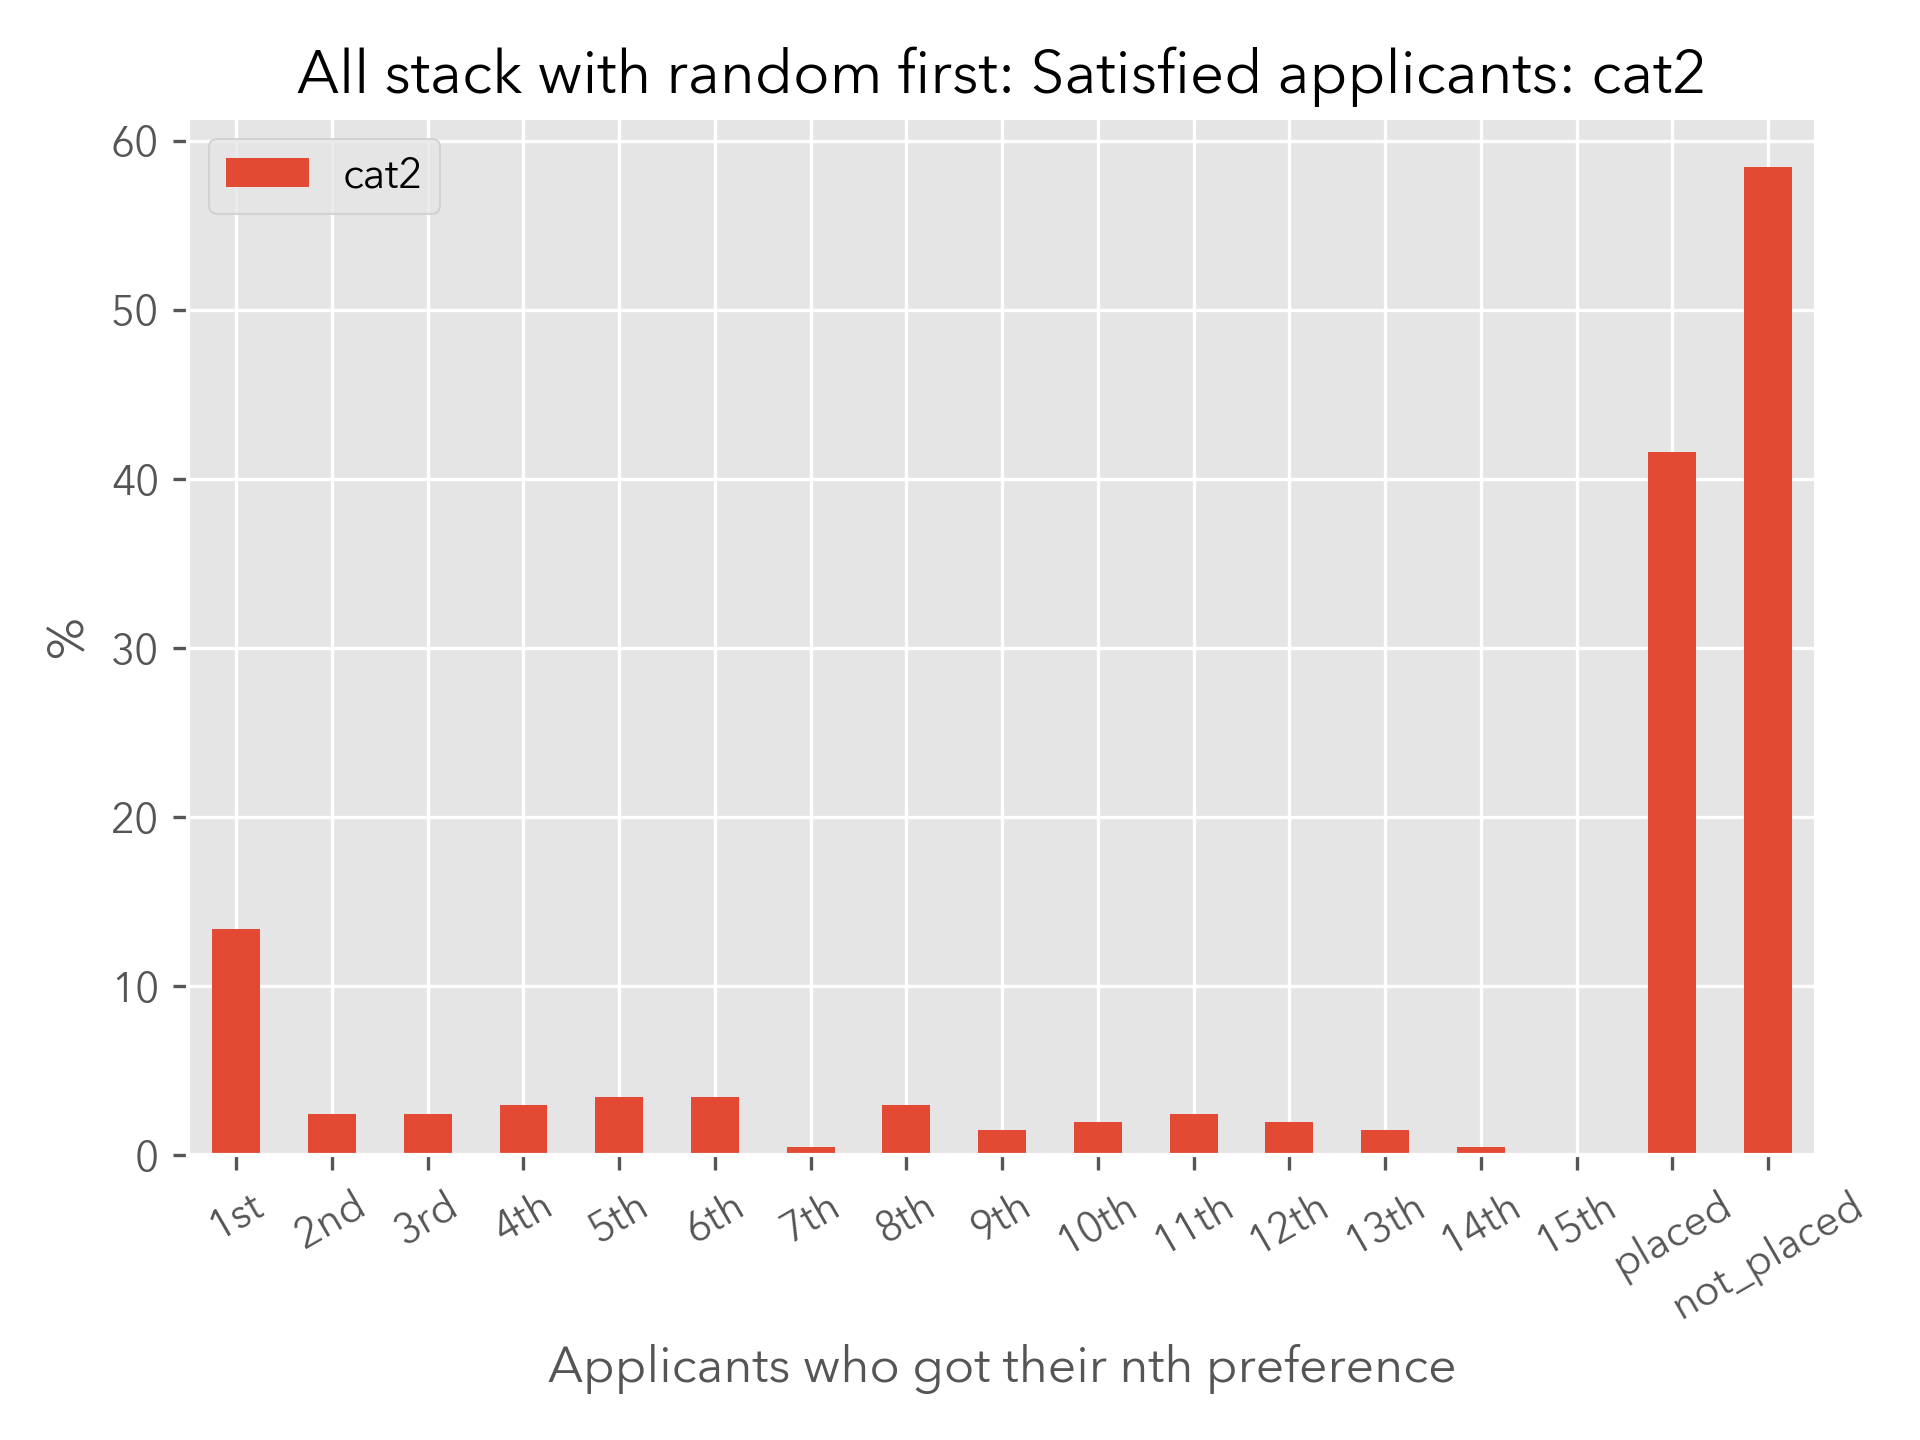 All stack with random first: Satisfied applicants: cat2
cat2
60
50
40
30
20
10
0
%
1st 2nd 3rd 4th 5th 6th 7th 8th 9th 10th 11th 12th 13th 14th 15th placed not_placed
Applicants who got their nth preference